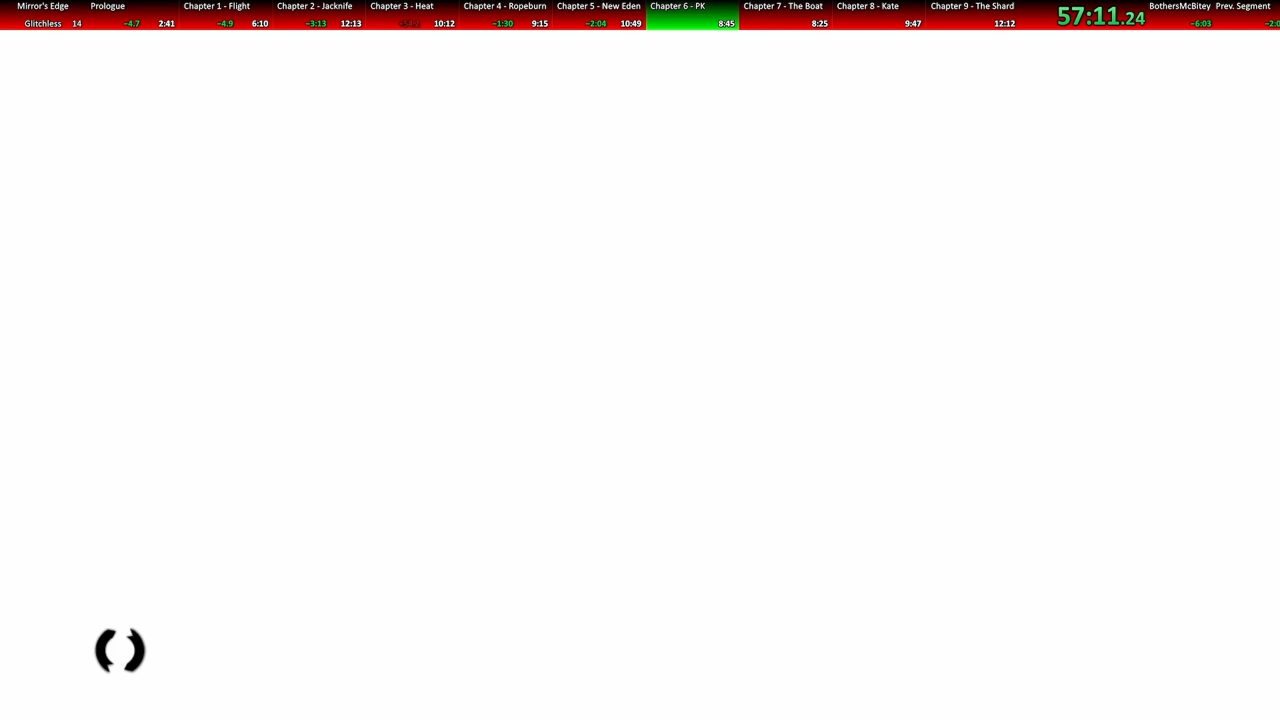 Mirror's Edge Prologue Chapter 1 - Flight Chapter 2 - Jacknife Chapter 3 - Heat Chapter 4 - Ropeburn Chapter 5 - New Eden Chapter 6 - PK Chapter 7 - The Boat Chapter 8 - Kate Chapter 9 - The Shard 57:11.24 BothersMcBitey Prev. Segment
Glitchless 14 −4.7 2:41 −4.9 6:10 −3:13 12:13 10:12 −1:30 9:15 −2:04 10:49 8:45 8:25 9:47 12:12 −6:03